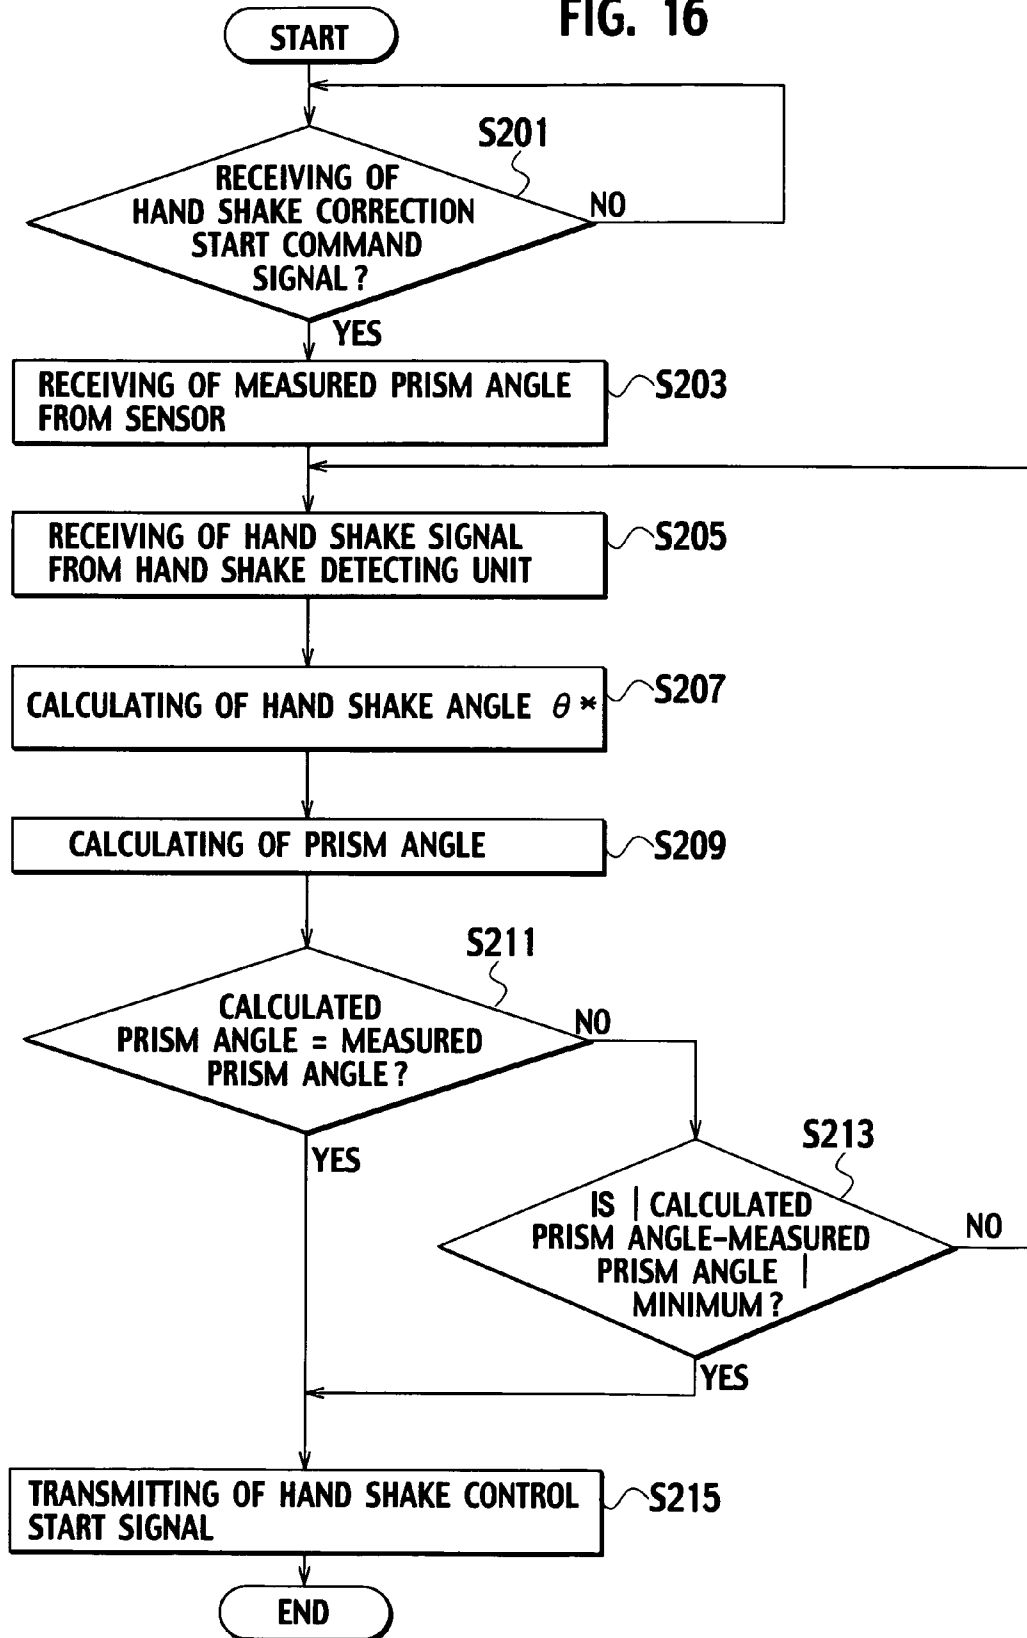 FIG. 16
START
S201
RECEIVING OF
HAND SHAKE CORRECTION
START COMMAND
SIGNAL?
NO
YES
RECEIVING OF MEASURED PRISM ANGLE
FROM SENSOR
S203
RECEIVING OF HAND SHAKE SIGNAL
FROM HAND SHAKE DETECTING UNIT
S205
CALCULATING OF HAND SHAKE ANGLE θ*
S207
CALCULATING OF PRISM ANGLE
S209
S211
CALCULATED
PRISM ANGLE = MEASURED
PRISM ANGLE?
NO
YES
S213
IS | CALCULATED
PRISM ANGLE-MEASURED
PRISM ANGLE |
MINIMUM?
NO
YES
TRANSMITTING OF HAND SHAKE CONTROL
START SIGNAL
S215
END